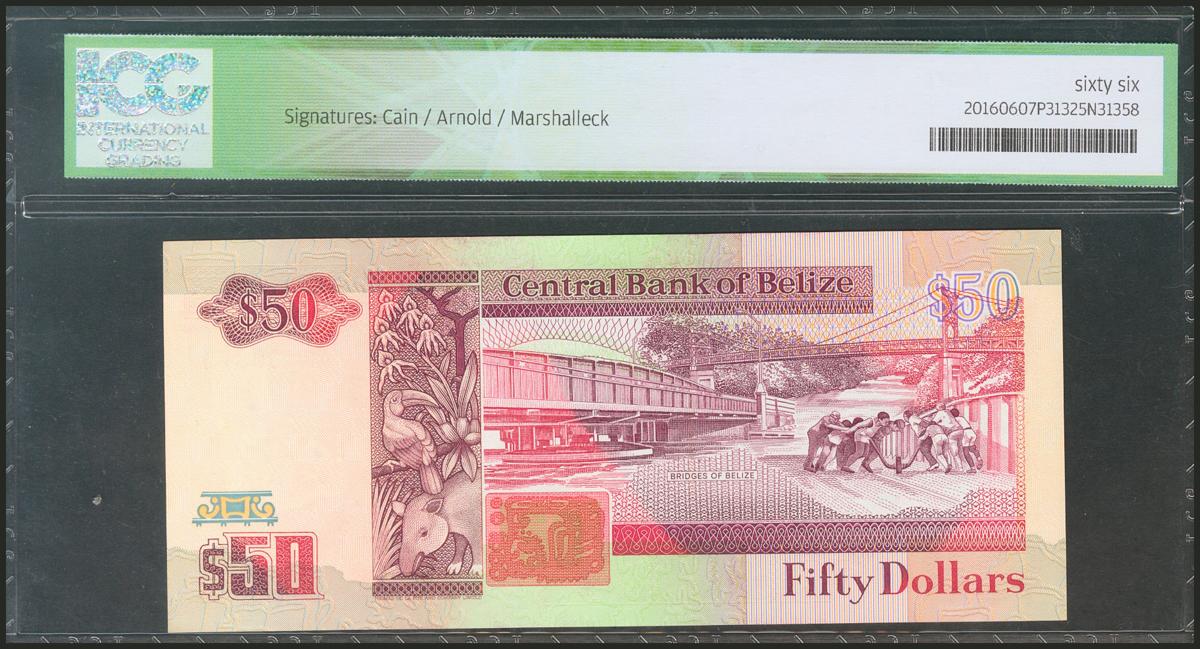 ICG
INTERNATIONAL
CURRENCY
GRADING
Signatures: Cain / Arnold / Marshalleck
sixty six
20160607P31325N31358
$50
Central Bank of Belize
$50
BRIDGES OF BELIZE
$50
Fifty Dollars